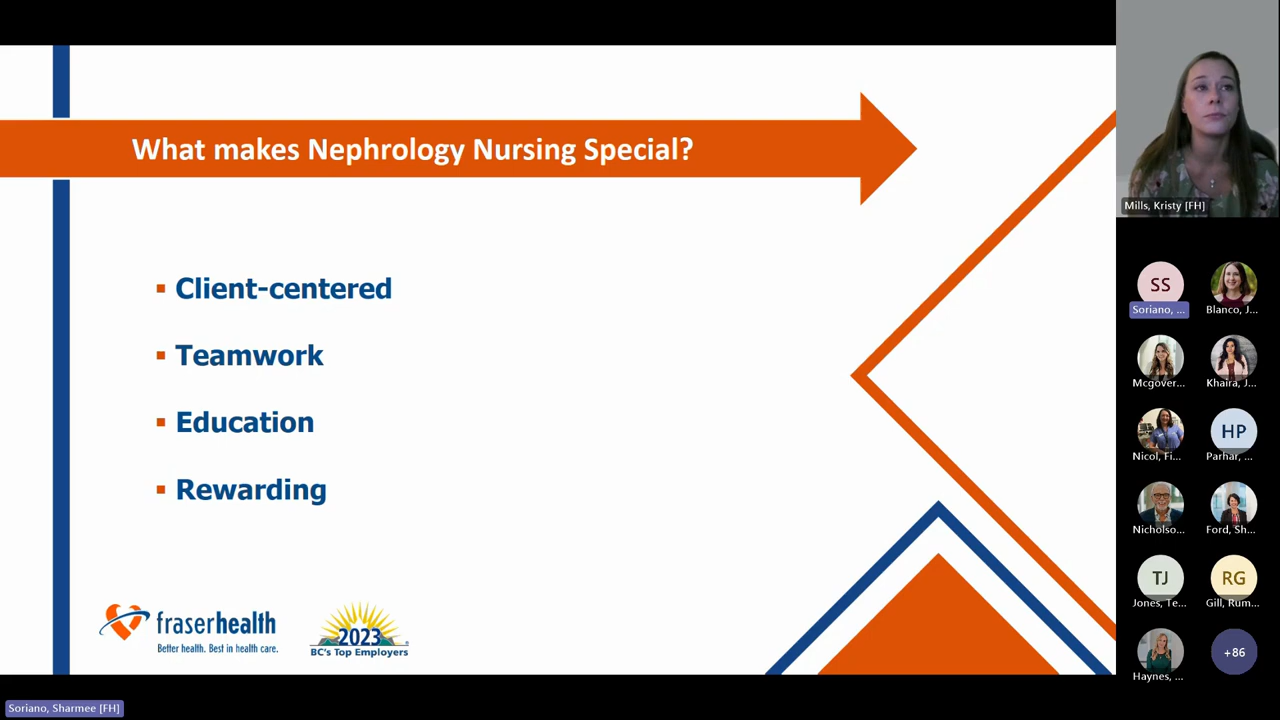 What makes Nephrology Nursing Special?
Client-centered
Teamwork
Education
Rewarding
fraserhealth
Better health. Best in health care.
2023
BC's Top Employers
Mills, Kristy [FH]
SS
Soriano, ...
Blanco, J...
Mcgover...
Khaira, J...
Nicol, Fi...
HP
Parhar, ...
Nicholso...
Ford, Sh...
TJ
Jones, Te...
RG
Gill, Rum...
Haynes, ...
+86
Soriano, Sharmee [FH]